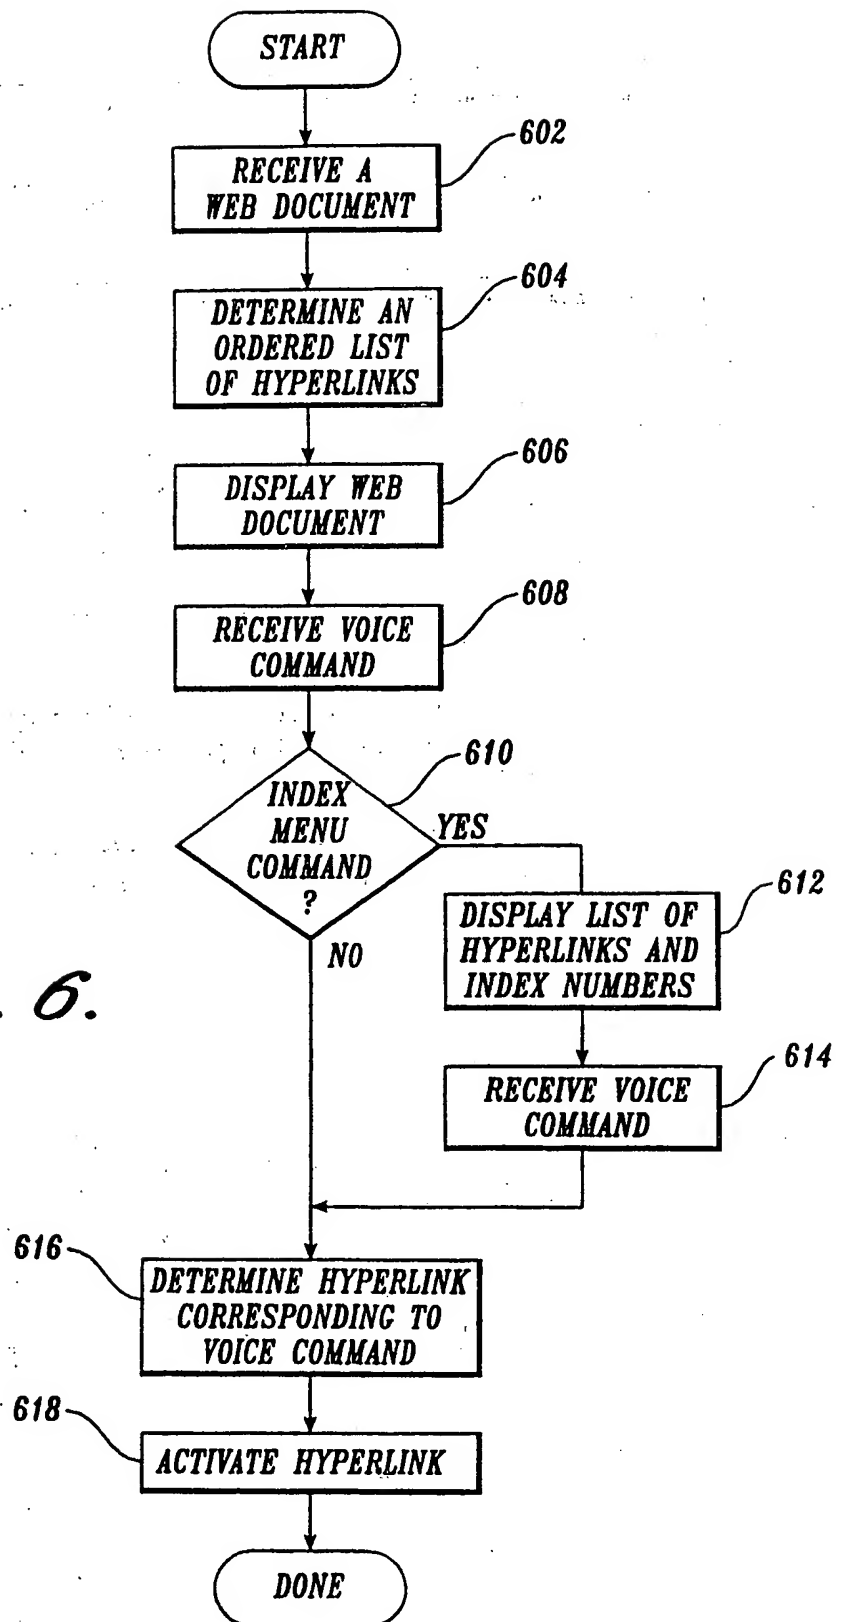 START
602
RECEIVE A
WEB DOCUMENT
604
DETERMINE AN
ORDERED LIST
OF HYPERLINKS
606
DISPLAY WEB
DOCUMENT
608
RECEIVE VOICE
COMMAND
610
INDEX
MENU
COMMAND
?
YES
NO
612
DISPLAY LIST OF
HYPERLINKS AND
INDEX NUMBERS
. 6.
614
RECEIVE VOICE
COMMAND
616
DETERMINE HYPERLINK
CORRESPONDING TO
VOICE COMMAND
618
ACTIVATE HYPERLINK
DONE